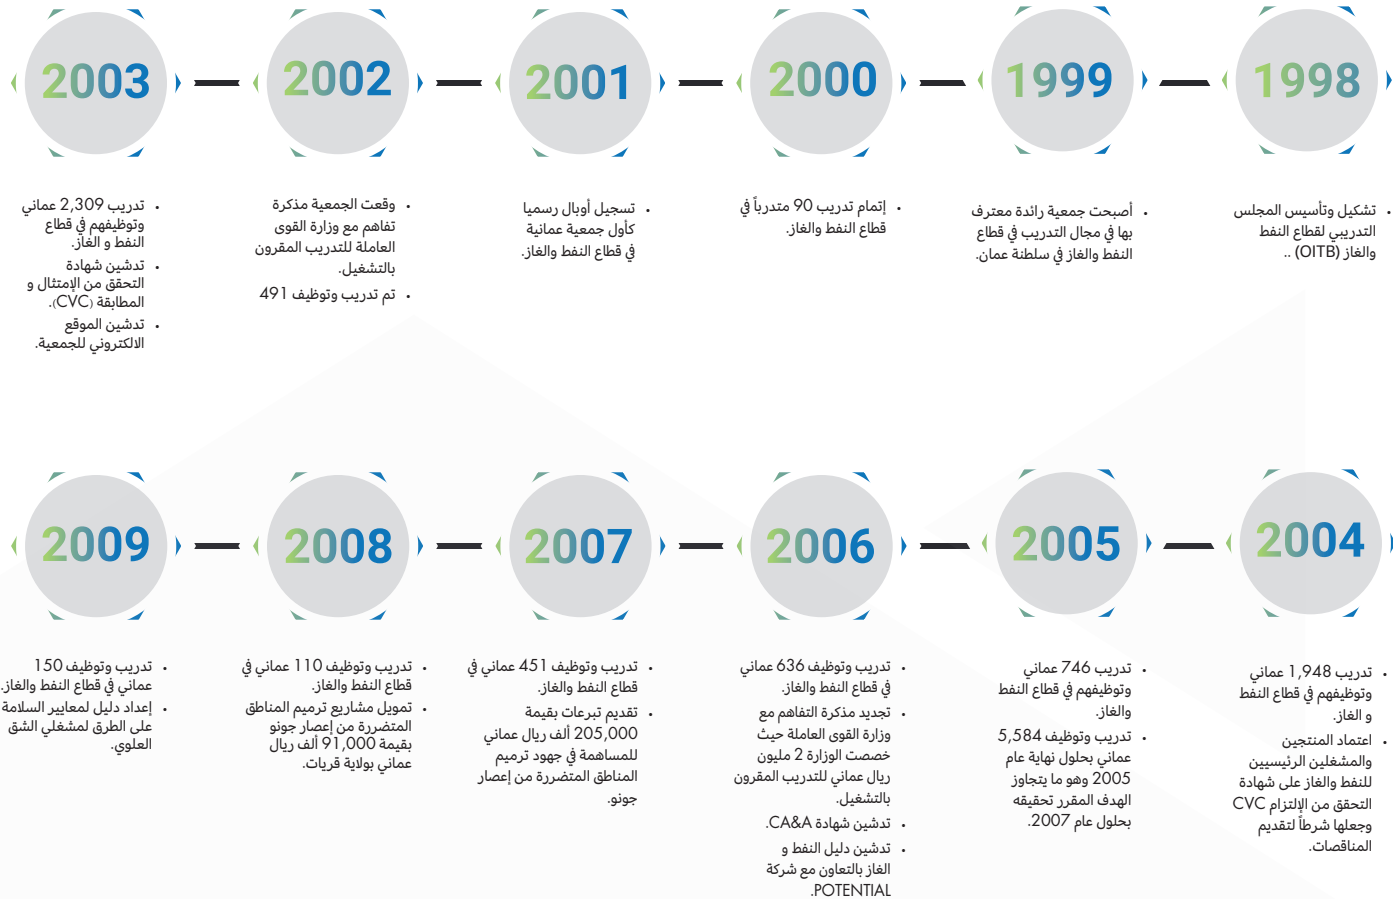 1998
• تشكيل وتأسيس المجلس
التدريبي لقطاع النفط
والغاز (OITB) ..
1999
• أصبحت جمعية رائدة معترف
بها في مجال التدريب في قطاع
النفط والغاز في سلطنة عمان.
2000
• إتمام تدريب 90 متدرباً في
قطاع النفط والغاز.
2001
• تسجيل أوبال رسميا
كأول جمعية عمانية
في قطاع النفط والغاز.
2002
• وقعت الجمعية مذكرة
تفاهم مع وزارة القوى
العاملة للتدريب المقرون
بالتشغيل.
• تم تدريب وتوظيف 491
2003
• تدريب 2,309 عماني
وتوظيفهم في قطاع
النفط و الغاز.
• تدشين شهادة
التحقق من الإمتثال و
المطابقة (CVC).
• تدشين الموقع
الالكتروني للجمعية.
2004
• تدريب 1,948 عماني
وتوظيفهم في قطاع النفط
و الغاز.
• اعتماد المنتجين
والمشغلين الرئيسيين
للنفط والغاز على شهادة
التحقق من الإلتزام CVC
وجعلها شرطاً لتقديم
المناقصات.
2005
• تدريب 746 عماني
وتوظيفهم في قطاع النفط
والغاز.
• تدريب وتوظيف 5,584
عماني بحلول نهاية عام
2005 وهو ما يتجاوز
الهدف المقرر تحقيقه
بحلول عام 2007.
2006
• تدريب وتوظيف 636 عماني
في قطاع النفط والغاز.
• تجديد مذكرة التفاهم مع
وزارة القوى العاملة حيث
خصصت الوزارة 2 مليون
ريال عماني للتدريب المقرون
بالتشغيل.
• تدشين شهادة CA&A.
• تدشين دليل النفط و
الغاز بالتعاون مع شركة
POTENTIAL.
2007
• تدريب وتوظيف 451 عماني في
قطاع النفط والغاز.
• تقديم تبرعات بقيمة
205,000 ألف ريال عماني
للمساهمة في جهود ترميم
المناطق المتضررة من إعصار
جونو.
2008
• تدريب وتوظيف 110 عماني في
قطاع النفط والغاز.
• تمويل مشاريع ترميم المناطق
المتضررة من إعصار جونو
بقيمة 91,000 ألف ريال
عماني بولاية قريات.
2009
• تدريب وتوظيف 150
عماني في قطاع النفط والغاز.
• إعداد دليل لمعايير السلامة
على الطرق لمشغلي الشق
العلوي.